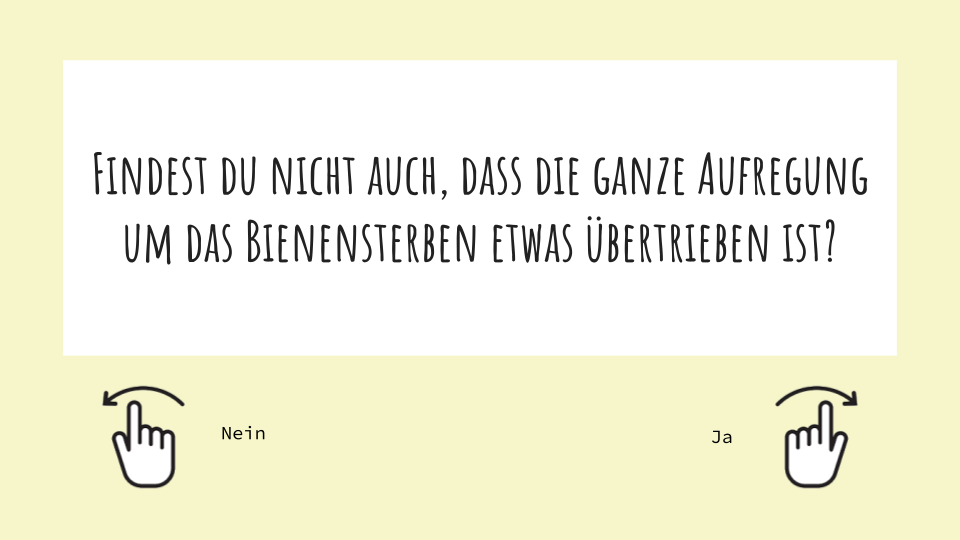 Findest du nicht auch, dass die ganze Aufregung
um das Bienensterben etwas übertrieben ist?
Nein
Ja